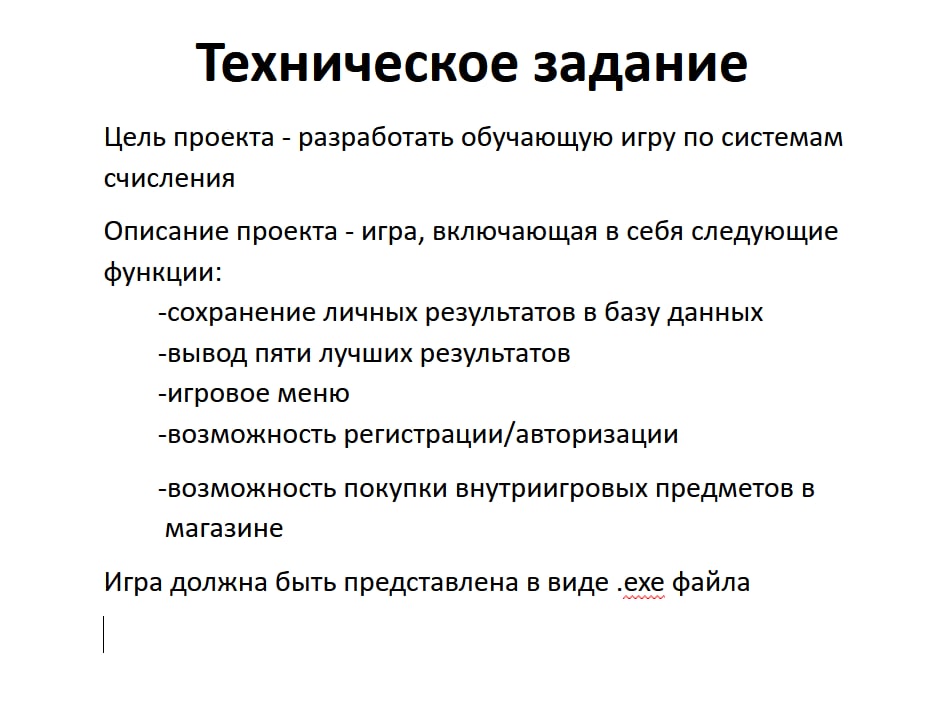 Техническое задание
Цель проекта - разработать обучающую игру по системам
счисления
Описание проекта - игра, включающая в себя следующие
функции:
-сохранение личных результатов в базу данных
-вывод пяти лучших результатов
-игровое меню
-возможность регистрации/авторизации
-возможность покупки внутриигровых предметов в
магазине
Игра должна быть представлена в виде .exe файла